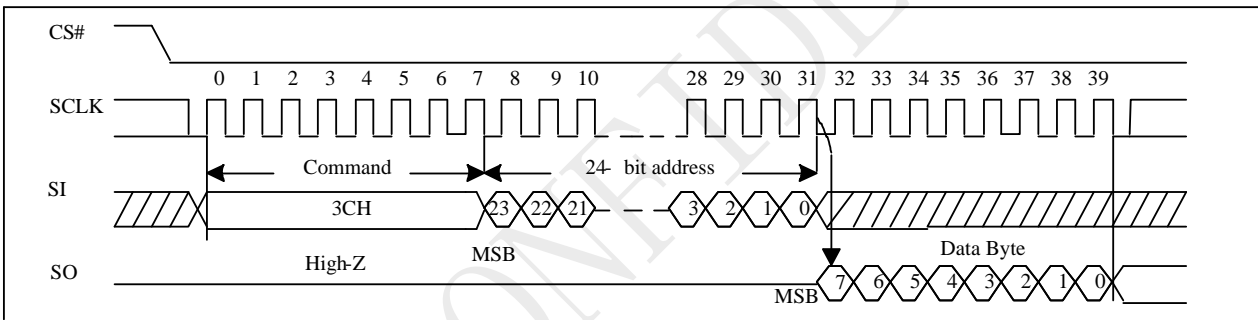 CS#
0 1 2 3 4 5 6 7 8 9 10 28 29 30 31 32 33 34 35 36 37 38 39
SCLK
Command 24- bit address
SI
3CH 23 22 21 3 2 1 0
MSB Data Byte
SO High-Z
MSB 7 6 5 4 3 2 1 0